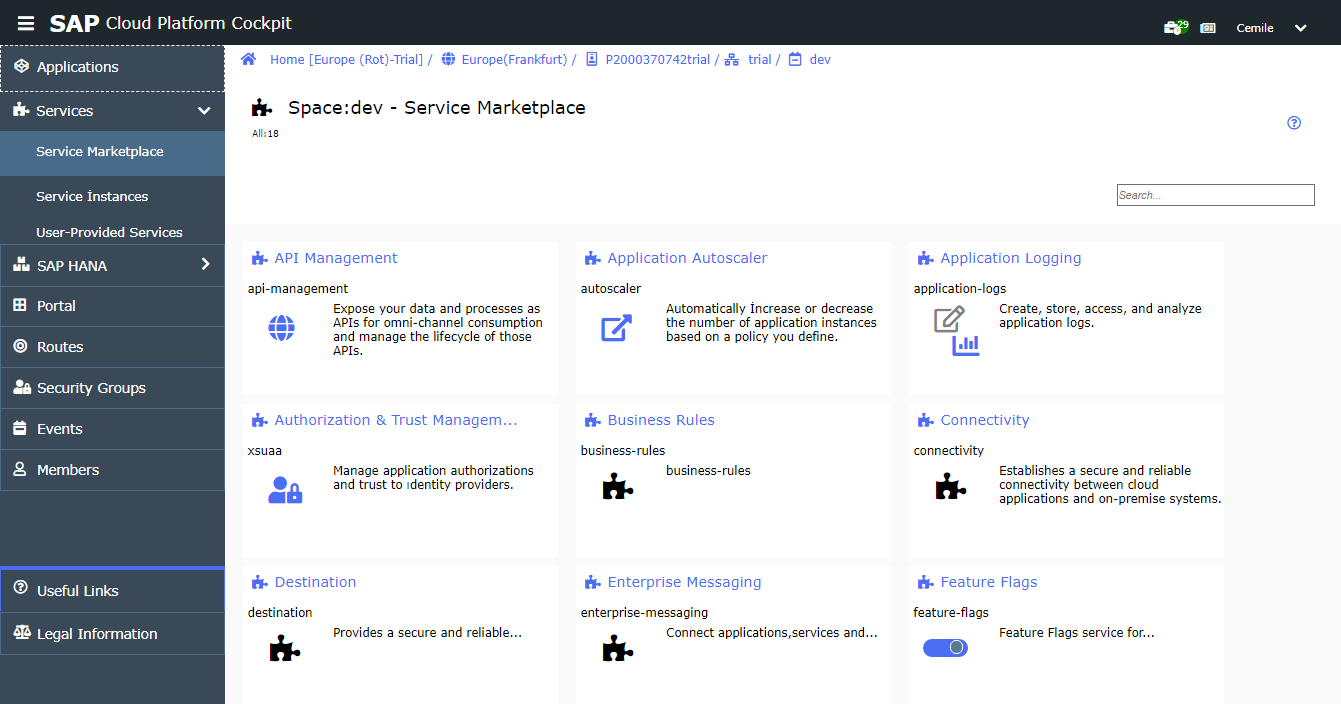 SAP Cloud Platform Cockpit
29
Cemile
Applications
Services
Service Marketplace
Service İnstances
User-Provided Services
SAP HANA
Portal
Routes
Security Groups
Events
Members
Useful Links
Legal Information
Home [Europe (Rot)-Trial] / Europe(Frankfurt) / P2000370742trial / trial / dev
Space:dev - Service Marketplace
All:18
Search...
API Management
api-management
Expose your data and processes as
APIs for omni-channel consumption
and manage the lifecycle of those
APIs.
Application Autoscaler
autoscaler
Automatically İncrease or decrease
the number of application instances
based on a policy you define.
Application Logging
application-logs
Create, store, access, and analyze
application logs.
Authorization & Trust Managem...
xsuaa
Manage application authorizations
and trust to ıdentity providers.
Business Rules
business-rules
business-rules
Connectivity
connectivity
Establishes a secure and reliable
connectivity between cloud
applications and on-premise systems.
Destination
destination
Provides a secure and reliable...
Enterprise Messaging
enterprise-messaging
Connect applications,services and...
Feature Flags
feature-flags
Feature Flags service for...